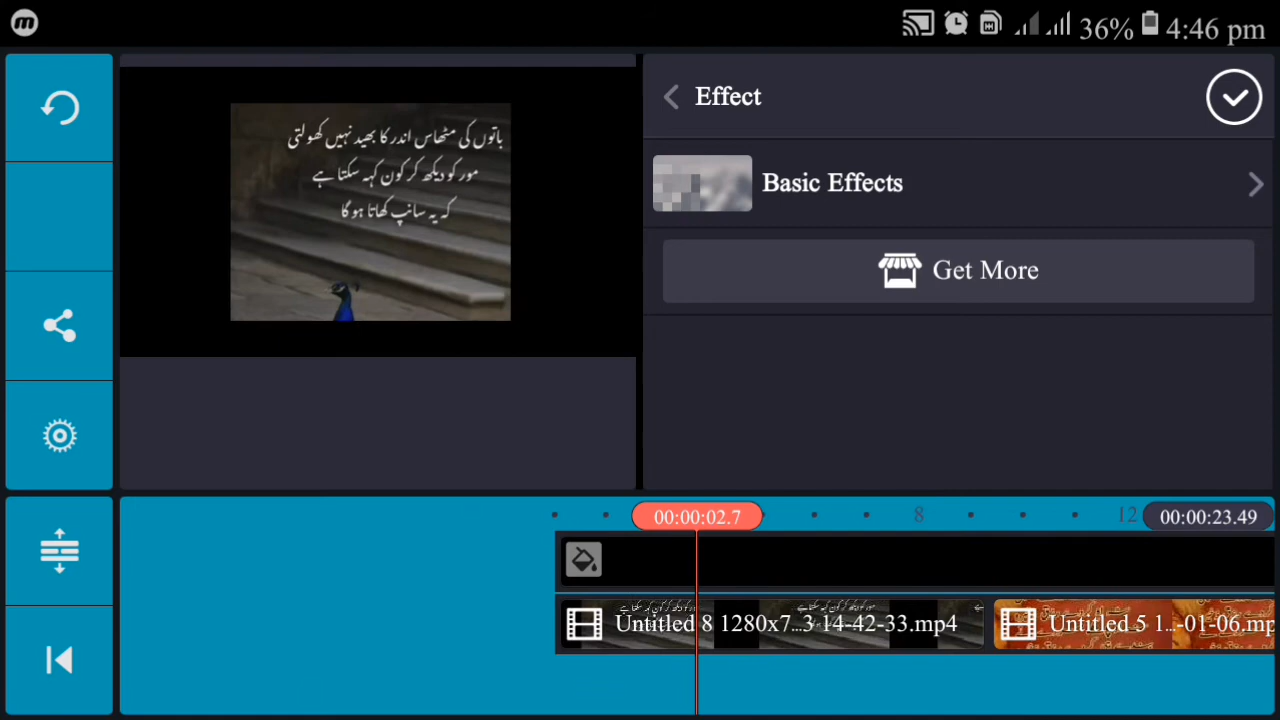 36% 4:46 pm
باتوں کی مٹھاس اندر کا بھید نہیں کھولتی
مور کو دیکھ کر کون کہہ سکتا ہے
کہ یہ سانپ کھاتا ہو گا
Effect
Basic Effects
Get More
00:00:02.7 8 12 00:00:23.49
Untitled 8 1280x7...3 14-42-33.mp4 Untitled 5 1...-01-06.mp